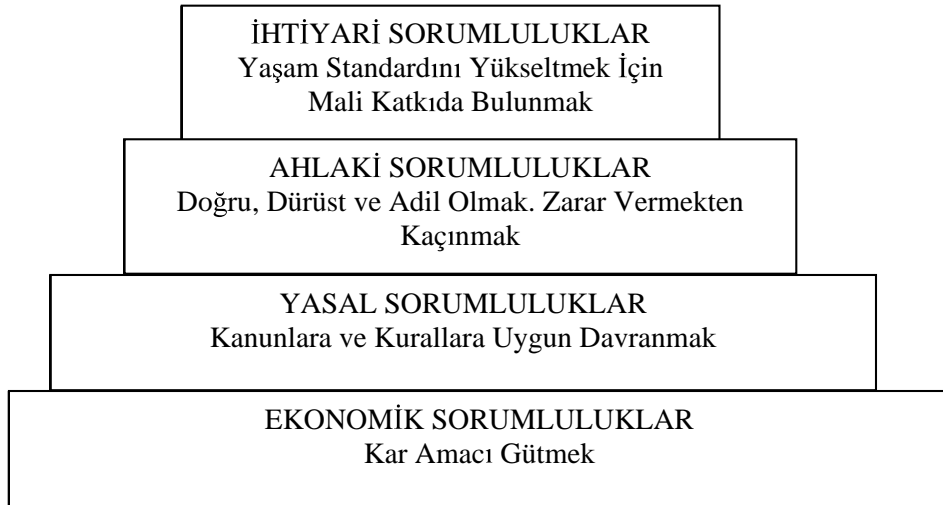 İHTİYARİ SORUMLULUKLAR
Yaşam Standardını Yükseltmek İçin
Mali Katkıda Bulunmak
AHLAKİ SORUMLULUKLAR
Doğru, Dürüst ve Adil Olmak. Zarar Vermekten
Kaçınmak
YASAL SORUMLULUKLAR
Kanunlara ve Kurallara Uygun Davranmak
EKONOMİK SORUMLULUKLAR
Kar Amacı Gütmek